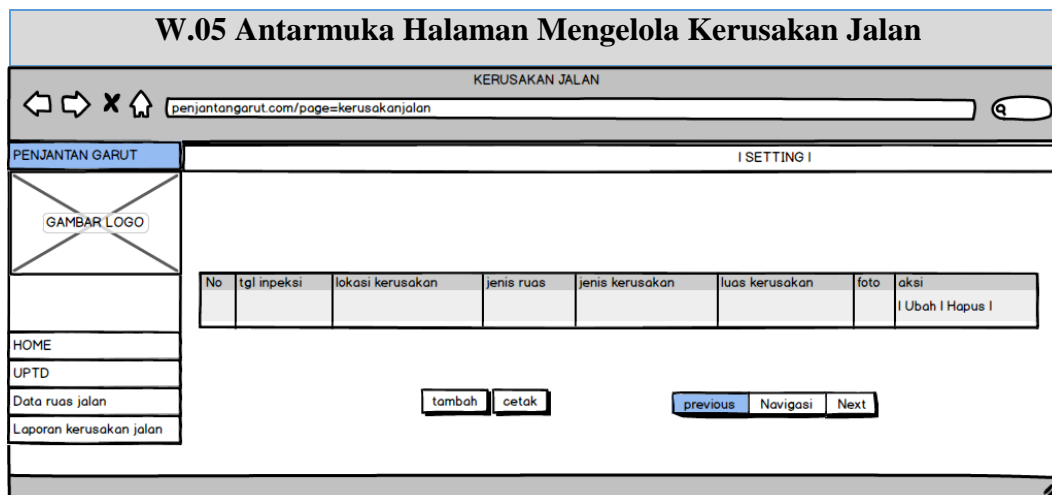 W.05 Antarmuka Halaman Mengelola Kerusakan Jalan
KERUSAKAN JALAN
penjantangarut.com/page=kerusakanjalan
PENJANTAN GARUT
I SETTING I
GAMBAR LOGO
No tgl inpeksi lokasi kerusakan jenis ruas jenis kerusakan luas kerusakan foto aksi
I Ubah I Hapus I
HOME
UPTD
Data ruas jalan
Laporan kerusakan jalan
tambah cetak
previous Navigasi Next